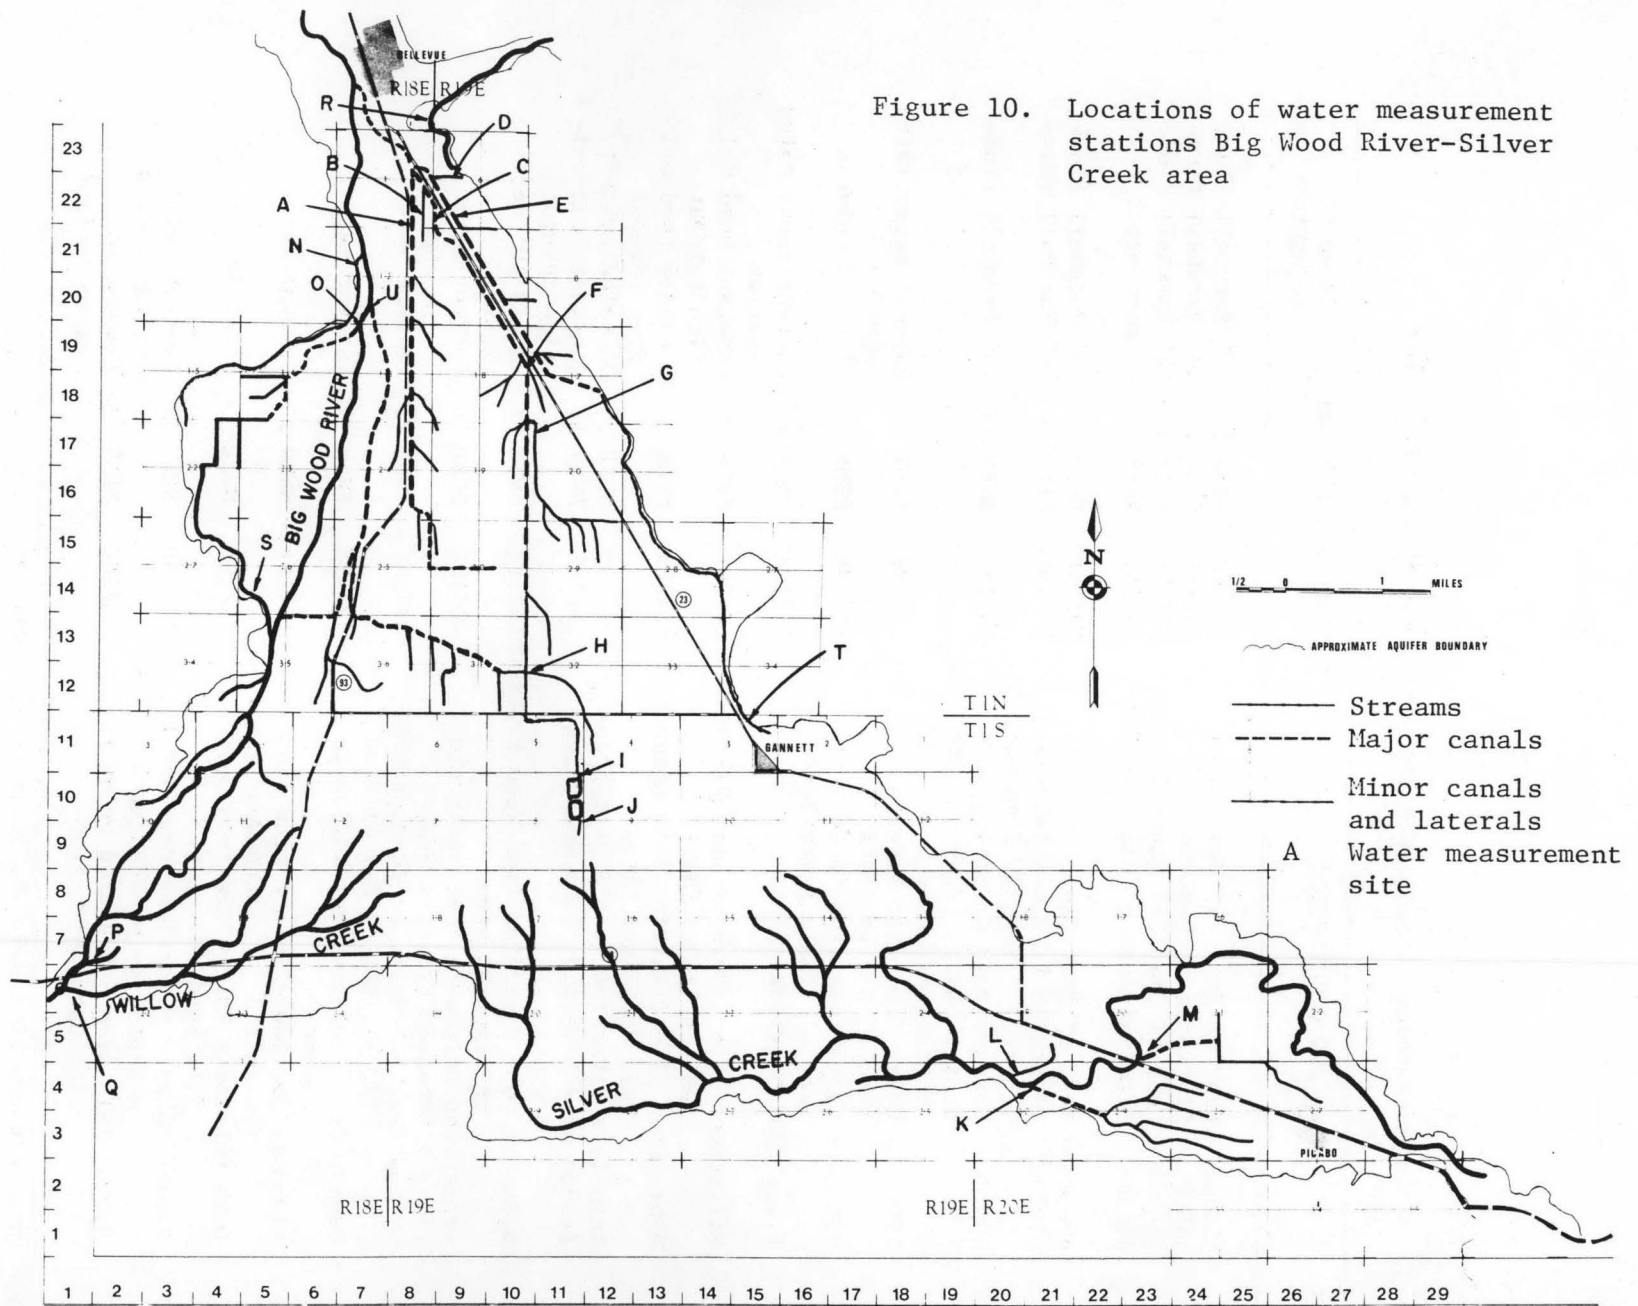 Figure 10. Locations of water measurement
stations Big Wood River-Silver
Creek area
BELLEVUE
R18E R19E
R
D
B
C
A
E
N
O
U
F
G
BIG WOOD RIVER
S
N
1/2 0 1 MILES
APPROXIMATE AQUIFER BOUNDARY
23
H
T
93
T1N
T1S
Streams
Major canals
Minor canals
and laterals
A Water measurement
site
GANNETT
I
J
P
CREEK
WILLOW
Q
M
L
CREEK
SILVER
K
PICABO
R18E R19E
R19E R20E
23
22
21
20
19
18
17
16
15
14
13
12
11
10
9
8
7
5
4
3
2
1
1 2 3 4 5 6 7 8 9 10 11 12 13 14 15 16 17 18 19 20 21 22 23 24 25 26 27 28 29